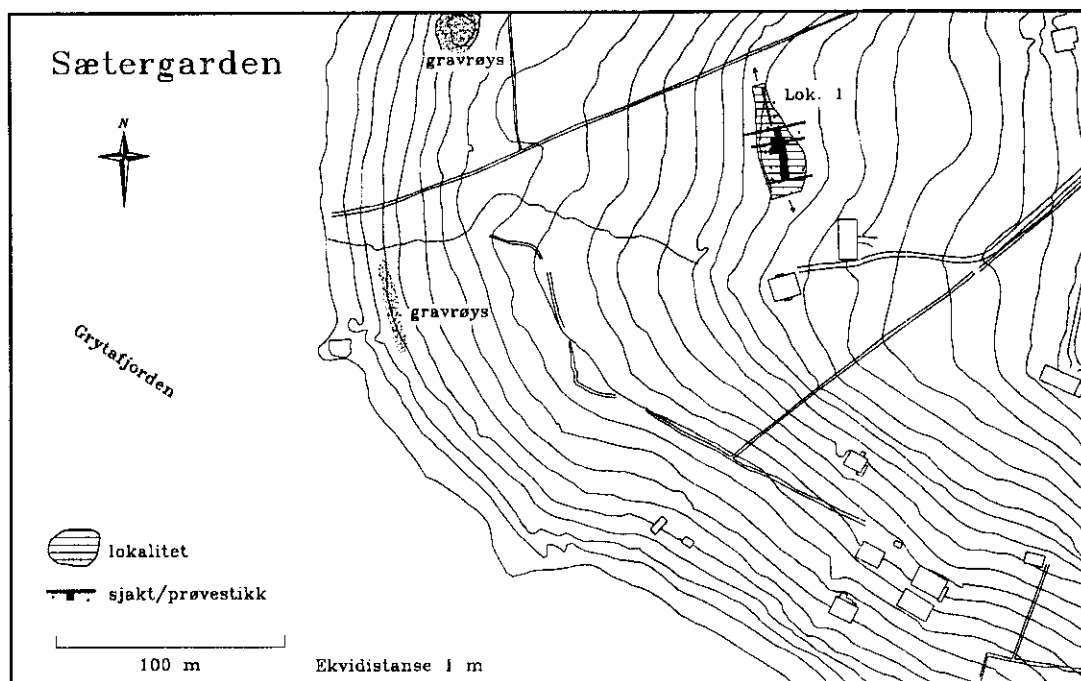 Sætergarden
gravrøys
Lok. 1
N
gravrøys
Grytafjorden
lokalitet
sjakt/prøvestikk
100 m
Ekvidistanse 1 m